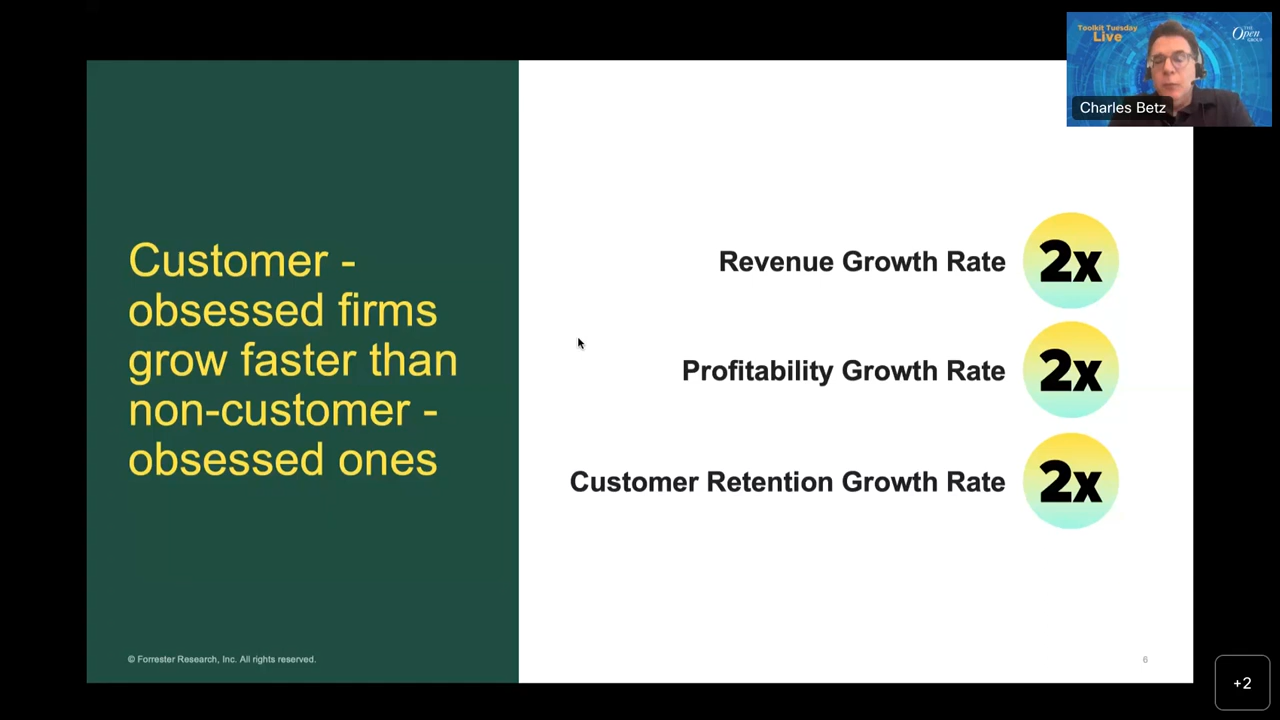 Toolkit Tuesday
Live
THE
Open
GROUP
Charles Betz
Customer -
obsessed firms
grow faster than
non-customer -
obsessed ones
Revenue Growth Rate
2x
Profitability Growth Rate
2x
Customer Retention Growth Rate
2x
© Forrester Research, Inc. All rights reserved.
6
+2